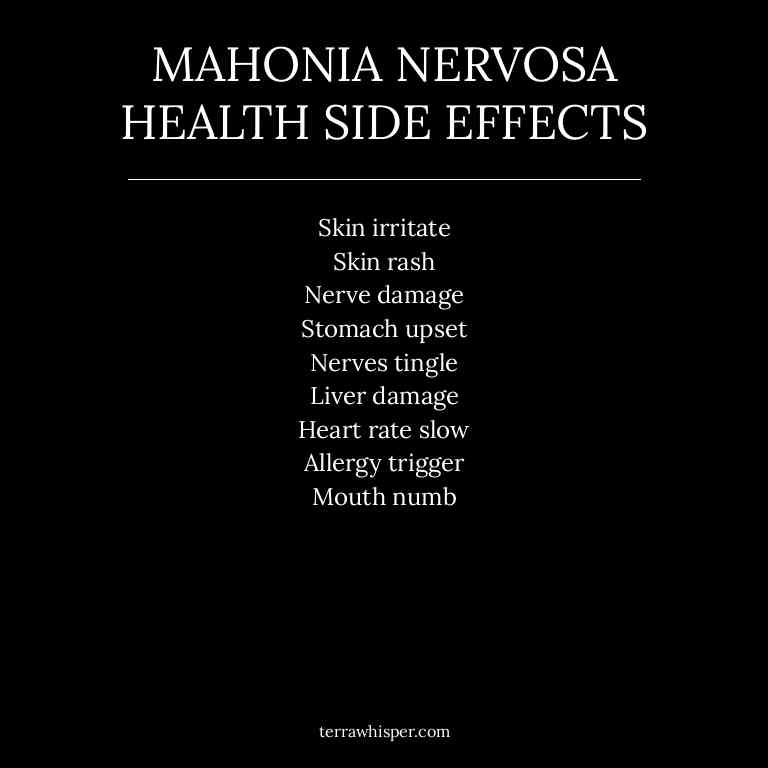 MAHONIA NERVOSA
HEALTH SIDE EFFECTS
Skin irritate
Skin rash
Nerve damage
Stomach upset
Nerves tingle
Liver damage
Heart rate slow
Allergy trigger
Mouth numb
terrawhisper.com